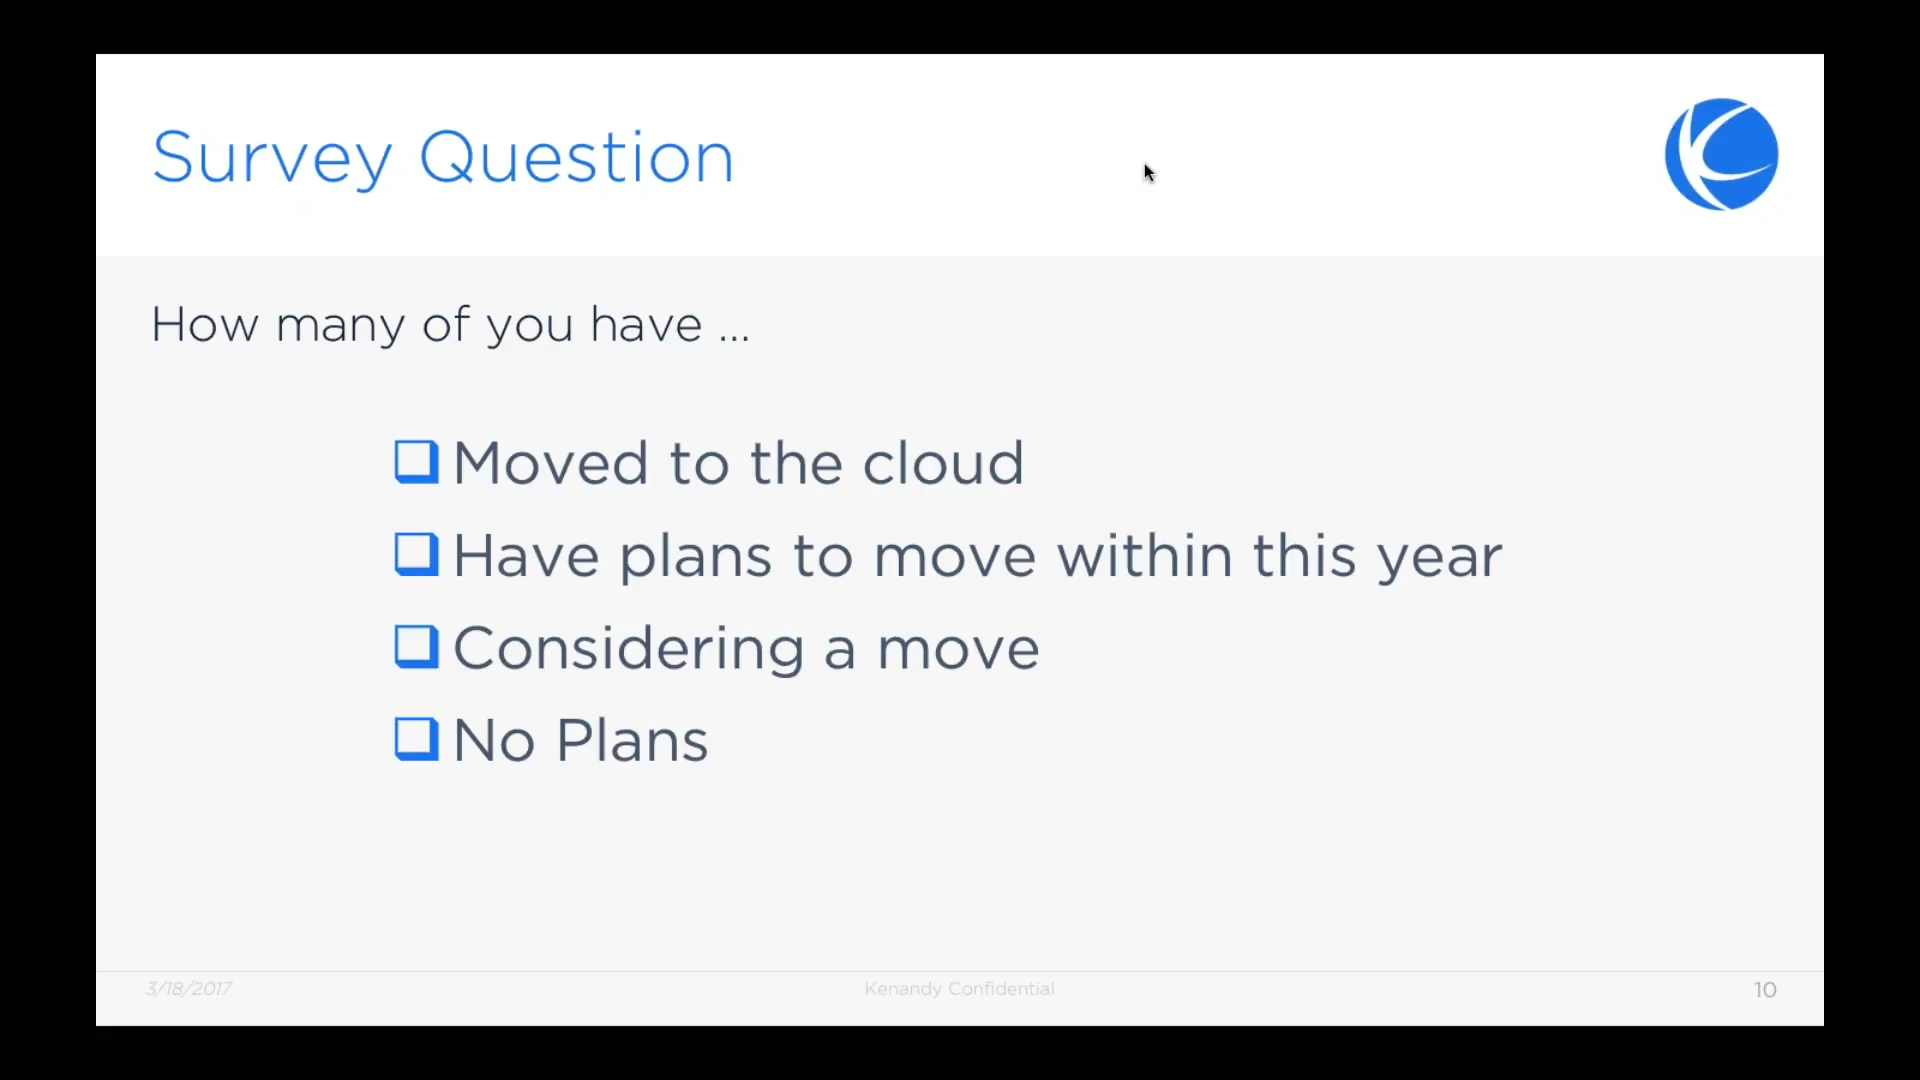 Survey Question
How many of you have ...
Moved to the cloud
Have plans to move within this year
Considering a move
No Plans
3/18/2017
Kenandy Confidential
10